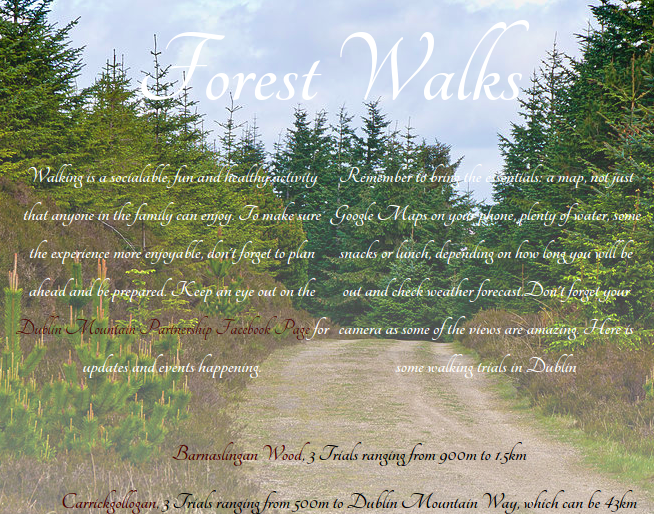 Forest Walks
Walking is a socialable, fun and healthy activity
that anyone in the family can enjoy. To make sure
the experience more enjoyable, don't forget to plan
ahead and be prepared. Keep an eye out on the
Dublin Mountain Partnership Facebook Page for
updates and events happening.
Remember to bring the essentials: a map, not just
Google Maps on your phone, plenty of water, some
snacks or lunch, depending on how long you will be
out and check weather forecast.Don't forget your
camera as some of the views are amazing. Here is
some walking trials in Dublin
Barnaslingan Wood, 3 Trials ranging from 900m to 1.5km
Carrickgollogan, 3 Trials ranging from 500m to Dublin Mountain Way, which can be 43km